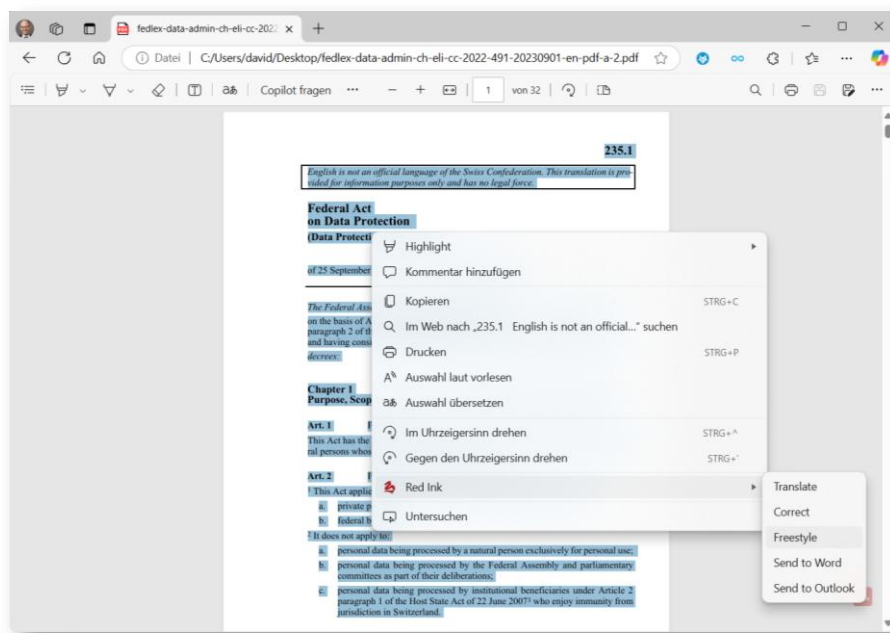 fedlex-data-admin-ch-eli-cc-2022
Datei C:/Users/david/Desktop/fedlex-data-admin-ch-eli-cc-2022-491-20230901-en-pdf-a-2.pdf
Copilot fragen 1 von 32
235.1
English is not an official language of the Swiss Confederation. This translation is pro-
vided for information purposes only and has no legal force.
Federal Act
on Data Protection
(Data Protecti
of 25 September
The Federal Ass
on the basis of A
paragraph 2 of th
and having consi
decrees:
Chapter 1
Purpose, Scop
Art. 1
This Act has the
ral persons whos
Art. 2
1 This Act applic
a. private p
b. federal b
2 It does not apply to:
a. personal data being processed by a natural person exclusively for personal use;
b. personal data being processed by the Federal Assembly and parliamentary
committees as part of their deliberations;
c. personal data being processed by institutional beneficiaries under Article 2
paragraph 1 of the Host State Act of 22 June 2007³ who enjoy immunity from
jurisdiction in Switzerland.
Highlight
Kommentar hinzufügen
Kopieren STRG+C
Im Web nach „235.1 English is not an official..." suchen
Drucken STRG+P
Auswahl laut vorlesen
Auswahl übersetzen
Im Uhrzeigersinn drehen STRG+^
Gegen den Uhrzeigersinn drehen STRG+'
Red Ink
Untersuchen
Translate
Correct
Freestyle
Send to Word
Send to Outlook